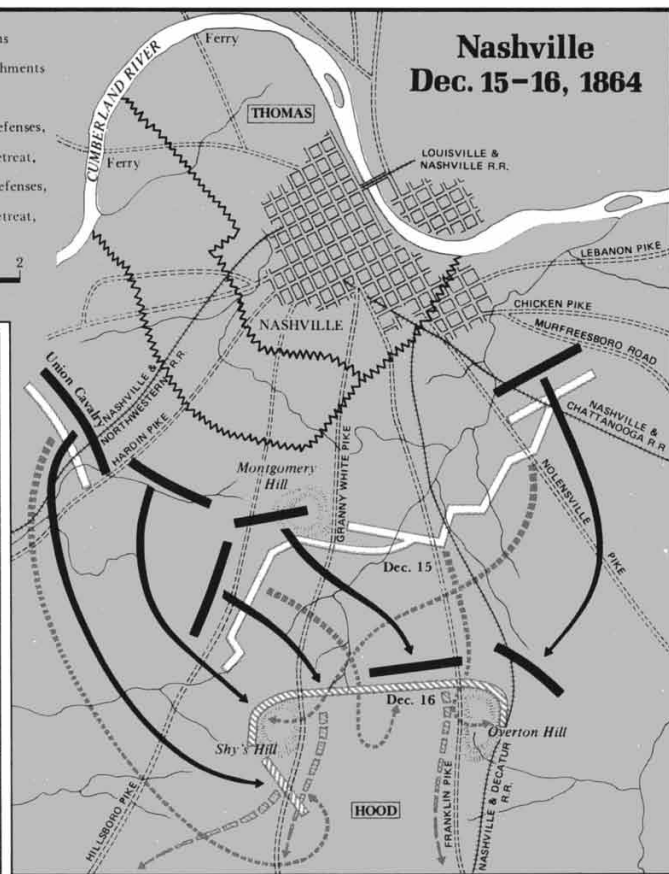 Nashville
Dec. 15–16, 1864
Ferry
THOMAS
CUMBERLAND RIVER
Ferry
LOUISVILLE &
NASHVILLE R.R.
LEBANON PIKE
CHICKEN PIKE
MURFREESBORO ROAD
NASHVILLE
NASHVILLE &
NORTHWESTERN R.R.
Union Cavalry
HARDIN PIKE
NASHVILLE &
CHATTANOOGA R.R.
Montgomery
Hill
GRANNY WHITE PIKE
NOLENSVILLE
PIKE
Dec. 15
Dec. 16
Shy's Hill
Overton Hill
HOOD
HILLSBORO PIKE
FRANKLIN PIKE
NASHVILLE & DECATUR
R.R.
2